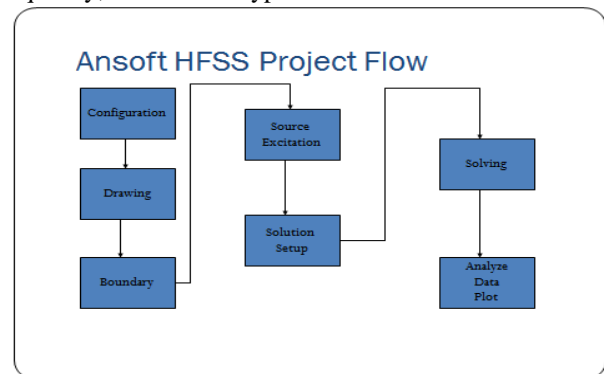 Ansoft HFSS Project Flow
Configuration
Drawing
Boundary
Source
Excitation
Solution
Setup
Solving
Analyze
Data
Plot